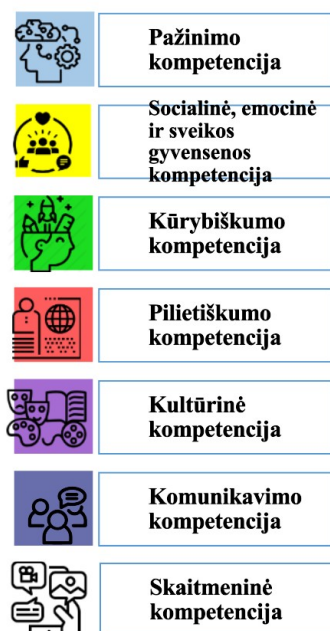 Pažinimo
kompetencija
Socialinė, emocinė
ir sveikos
gyvensenos
kompetencija
Kūrybiškumo
kompetencija
Pilietiškumo
kompetencija
Kultūrinė
kompetencija
Komunikavimo
kompetencija
Skaitmeninė
kompetencija